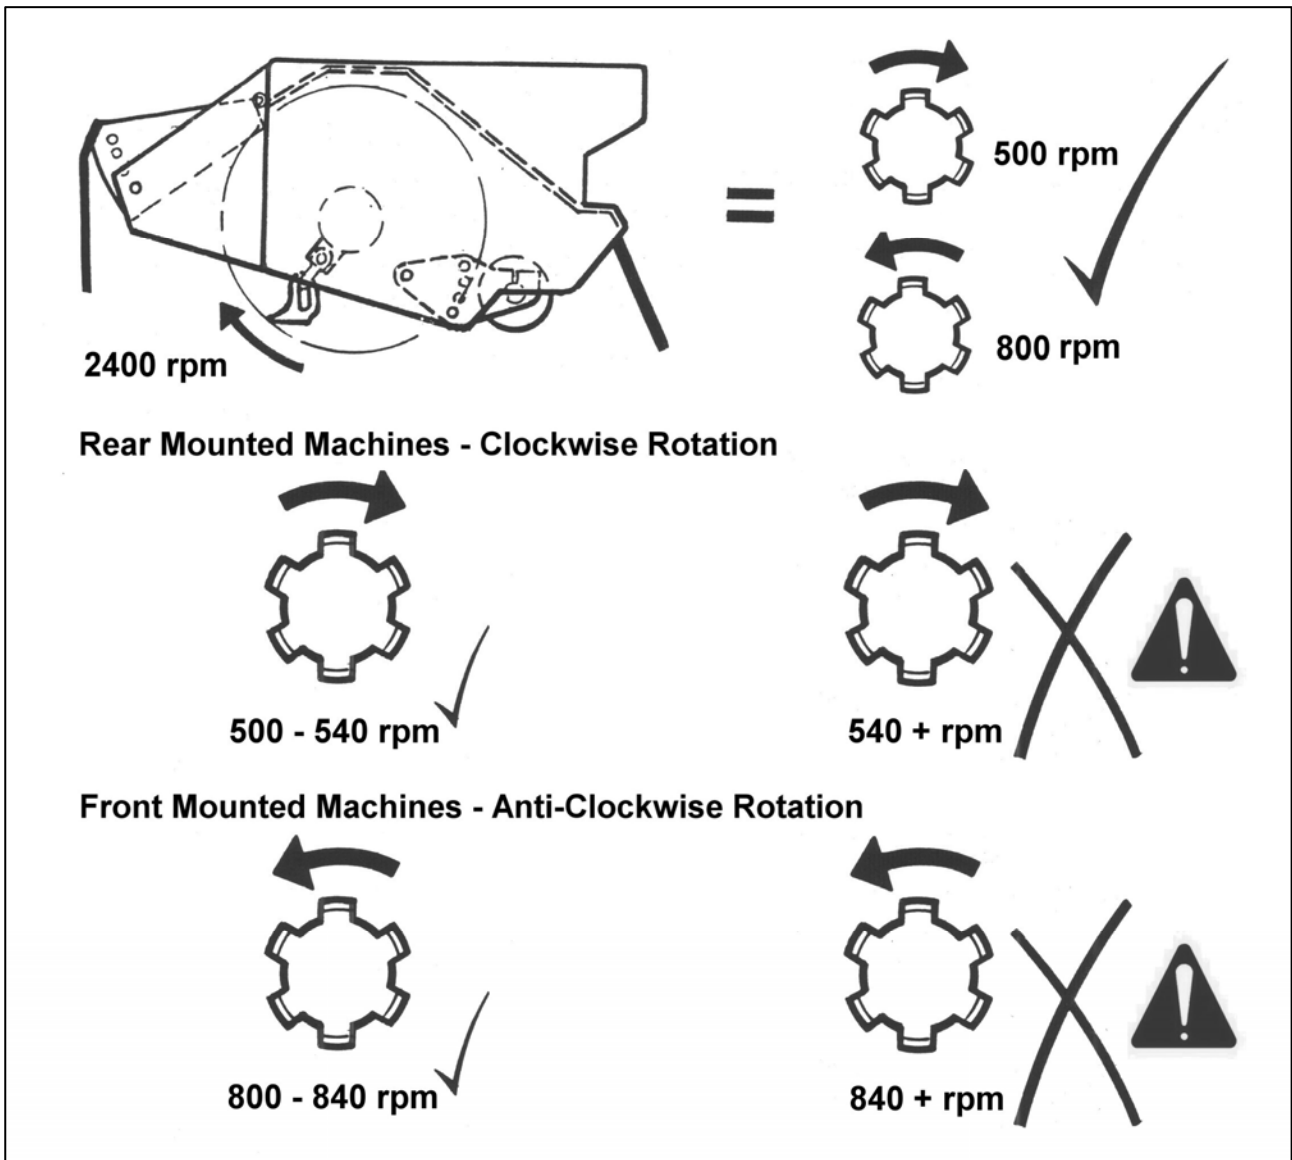 500 rpm
=
800 rpm
2400 rpm
Rear Mounted Machines - Clockwise Rotation
500 - 540 rpm
540 + rpm
Front Mounted Machines - Anti-Clockwise Rotation
800 - 840 rpm
840 + rpm